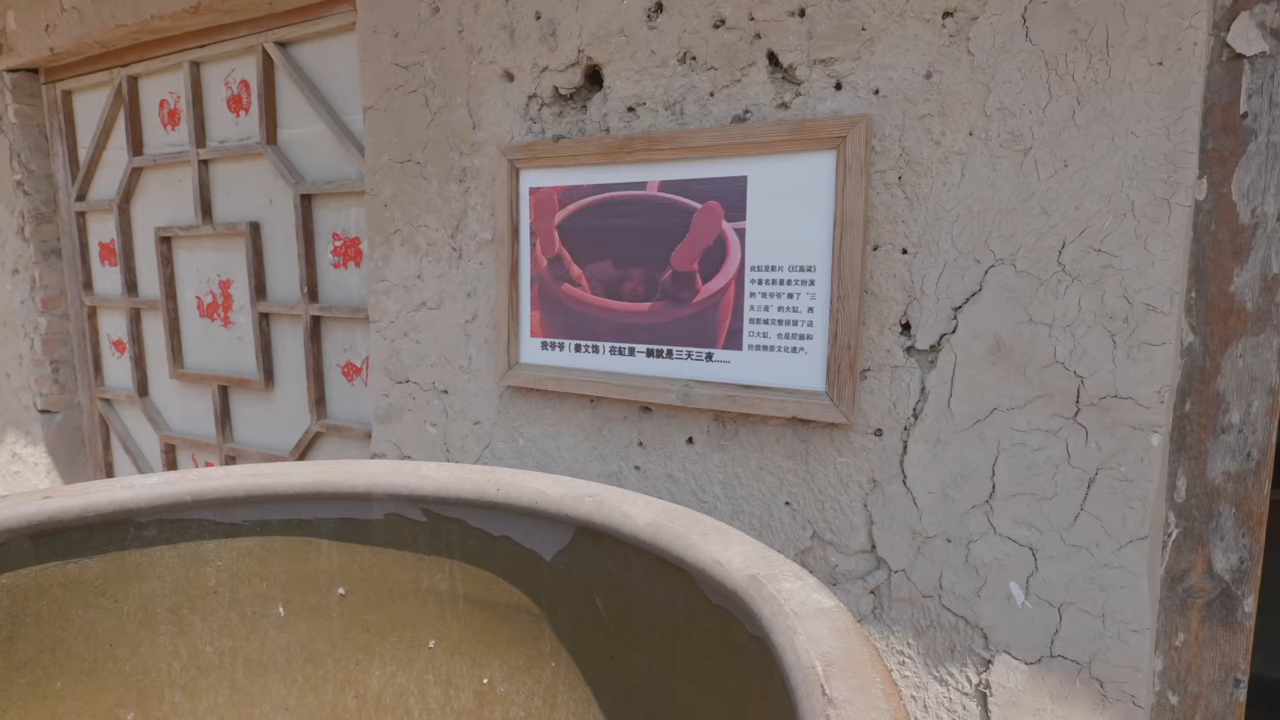 此缸是影片《红高粱》
中著名影星姜文扮演
的“我爷爷”睡了“三
天三夜”的大缸。西
部影城完整保留了这
口大缸，也是挖掘和
抢救物质文化遗产。
我爷爷（姜文饰）在缸里一躺就是三天三夜......